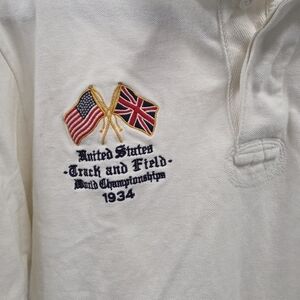 United States
-Track and Field-
World Championships
1934